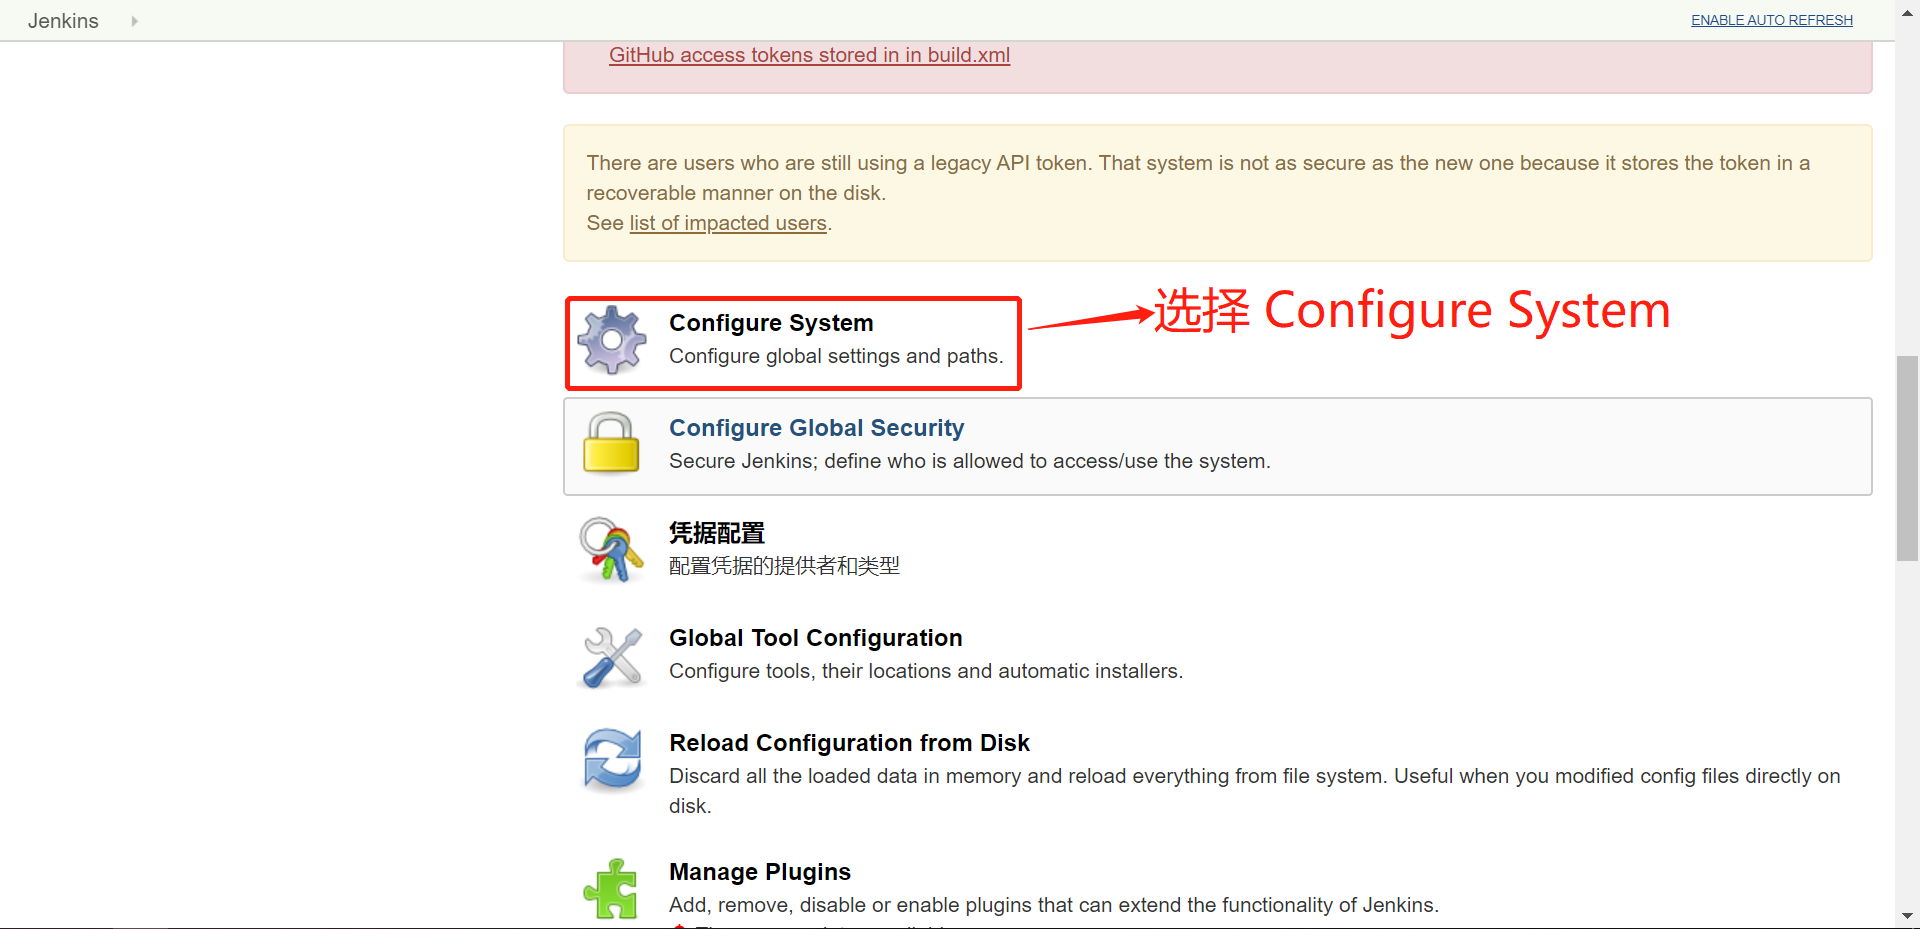 Jenkins
ENABLE AUTO REFRESH
GitHub access tokens stored in in build.xml
There are users who are still using a legacy API token. That system is not as secure as the new one because it stores the token in a
recoverable manner on the disk.
See list of impacted users.
Configure System
Configure global settings and paths.
选择 Configure System
Configure Global Security
Secure Jenkins; define who is allowed to access/use the system.
凭据配置
配置凭据的提供者和类型
Global Tool Configuration
Configure tools, their locations and automatic installers.
Reload Configuration from Disk
Discard all the loaded data in memory and reload everything from file system. Useful when you modified config files directly on
disk.
Manage Plugins
Add, remove, disable or enable plugins that can extend the functionality of Jenkins.